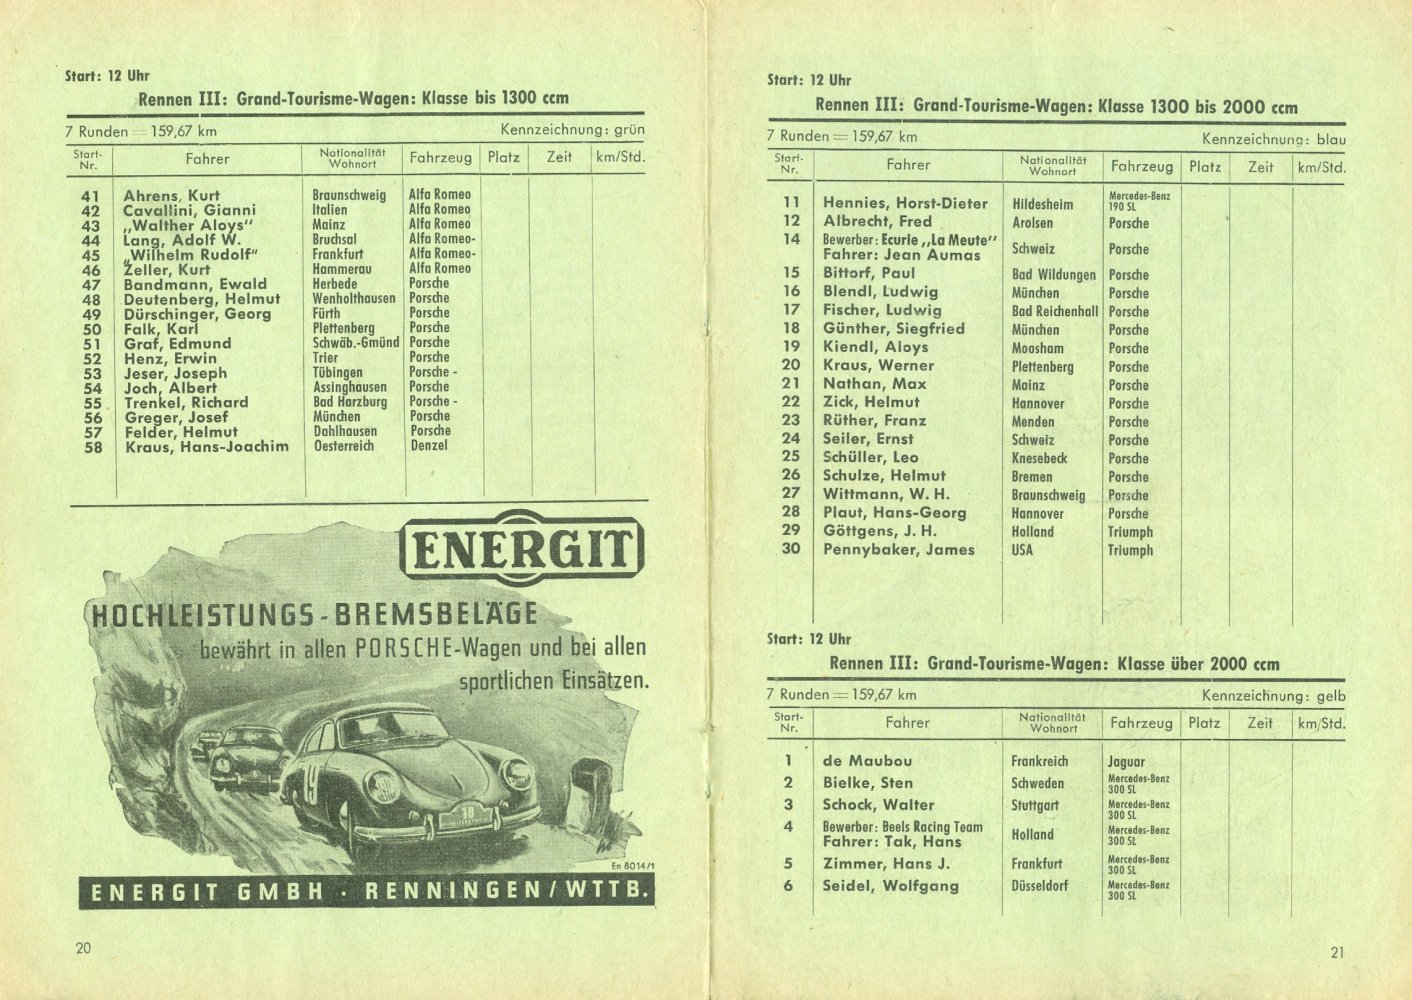 Start: 12 Uhr
Rennen III: Grand-Tourisme-Wagen: Klasse bis 1300 ccm
7 Runden = 159,67 km Kennzeichnung: grün
Start-Nr. Fahrer Nationalität Wohnort Fahrzeug Platz Zeit km/Std.
41 Ahrens, Kurt Braunschweig Alfa Romeo
42 Cavallini, Gianni Italien Alfa Romeo
43 „Walther Aloys“ Mainz Alfa Romeo
44 Lang, Adolf W. Bruchsal Alfa Romeo-
45 „Wilhelm Rudolf“ Frankfurt Alfa Romeo-
46 Zeller, Kurt Hammerau Alfa Romeo
47 Bandmann, Ewald Herbede Porsche
48 Deutenberg, Helmut Wenholthausen Porsche
49 Dürschinger, Georg Fürth Porsche
50 Falk, Karl Plettenberg Porsche
51 Graf, Edmund Schwäb.-Gmünd Porsche
52 Henz, Erwin Trier Porsche
53 Jeser, Joseph Tübingen Porsche -
54 Joch, Albert Assinghausen Porsche
55 Trenkel, Richard Bad Harzburg Porsche -
56 Greger, Josef München Porsche
57 Felder, Helmut Dahlhausen Porsche
58 Kraus, Hans-Joachim Oesterreich Denzel
ENERGIT
HOCHLEISTUNGS-BREMSBELÄGE
bewährt in allen PORSCHE-Wagen und bei allen
sportlichen Einsätzen.
19
19
En 8014/1
ENERGIT GMBH · RENNINGEN/WTTB.
20
Start: 12 Uhr
Rennen III: Grand-Tourisme-Wagen: Klasse 1300 bis 2000 ccm
7 Runden = 159,67 km Kennzeichnung: blau
Start-Nr. Fahrer Nationalität Wohnort Fahrzeug Platz Zeit km/Std.
11 Hennies, Horst-Dieter Hildesheim Mercedes-Benz 190 SL
12 Albrecht, Fred Arolsen Porsche
14 Bewerber: Ecurie „La Meute“ Fahrer: Jean Aumas Schweiz Porsche
15 Bittorf, Paul Bad Wildungen Porsche
16 Blendl, Ludwig München Porsche
17 Fischer, Ludwig Bad Reichenhall Porsche
18 Günther, Siegfried München Porsche
19 Kiendl, Aloys Moosham Porsche
20 Kraus, Werner Plettenberg Porsche
21 Nathan, Max Mainz Porsche
22 Zick, Helmut Hannover Porsche
23 Rüther, Franz Menden Porsche
24 Seiler, Ernst Schweiz Porsche
25 Schüller, Leo Knesebeck Porsche
26 Schulze, Helmut Bremen Porsche
27 Wittmann, W. H. Braunschweig Porsche
28 Plaut, Hans-Georg Hannover Porsche
29 Göttgens, J. H. Holland Triumph
30 Pennybaker, James USA Triumph
Start: 12 Uhr
Rennen III: Grand-Tourisme-Wagen: Klasse über 2000 ccm
7 Runden = 159,67 km Kennzeichnung: gelb
Start-Nr. Fahrer Nationalität Wohnort Fahrzeug Platz Zeit km/Std.
1 de Maubou Frankreich Jaguar
2 Bielke, Sten Schweden Mercedes-Benz 300 SL
3 Schock, Walter Stuttgart Mercedes-Benz 300 SL
4 Bewerber: Beels Racing Team Fahrer: Tak, Hans Holland Mercedes-Benz 300 SL
5 Zimmer, Hans J. Frankfurt Mercedes-Benz 300 SL
6 Seidel, Wolfgang Düsseldorf Mercedes-Benz 300 SL
21